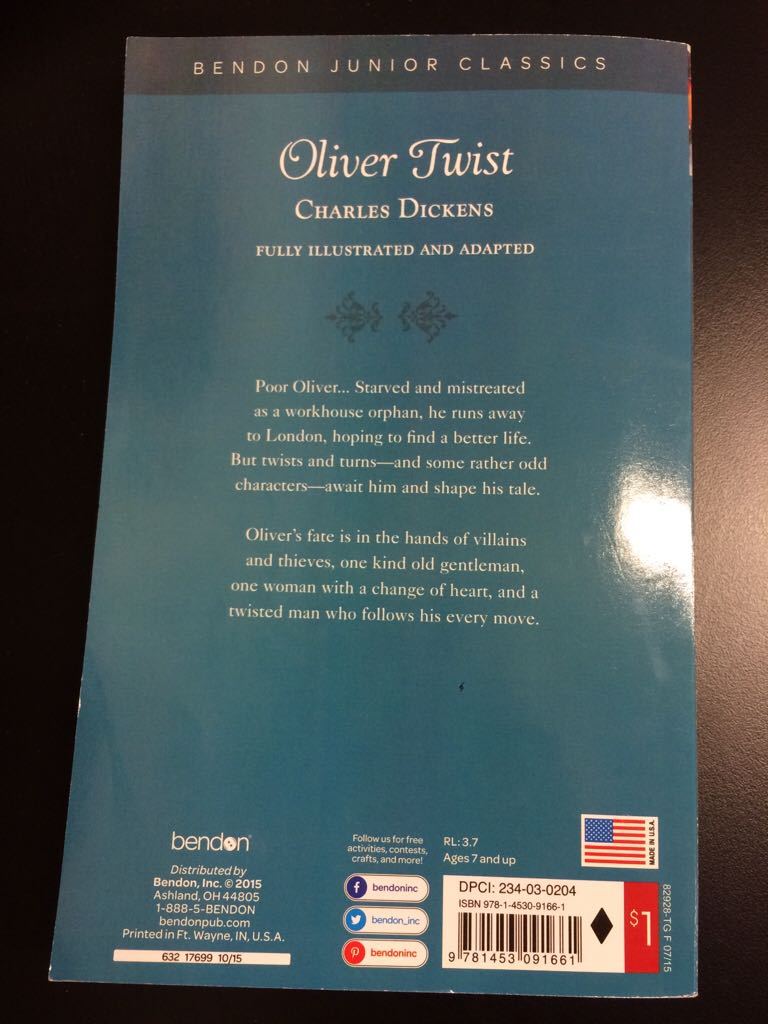 BENDON JUNIOR CLASSICS
Oliver Twist
CHARLES DICKENS
FULLY ILLUSTRATED AND ADAPTED
Poor Oliver... Starved and mistreated
as a workhouse orphan, he runs away
to London, hoping to find a better life.
But twists and turns—and some rather odd
characters—await him and shape his tale.
Oliver's fate is in the hands of villains
and thieves, one kind old gentleman,
one woman with a change of heart, and a
twisted man who follows his every move.
bendon®
Distributed by
Bendon, Inc. © 2015
Ashland, OH 44805
1-888-5-BENDON
bendonpub.com
Printed in Ft. Wayne, IN, U.S.A.
632 17699 10/15
Follow us for free
activities, contests,
crafts, and more!
bendoninc
bendon_inc
bendoninc
RL: 3.7
Ages 7 and up
MADE IN U.S.A.
DPCI: 234-03-0204
ISBN 978-1-4530-9166-1
9 781453 091661
$1
82928-TG F 07/15